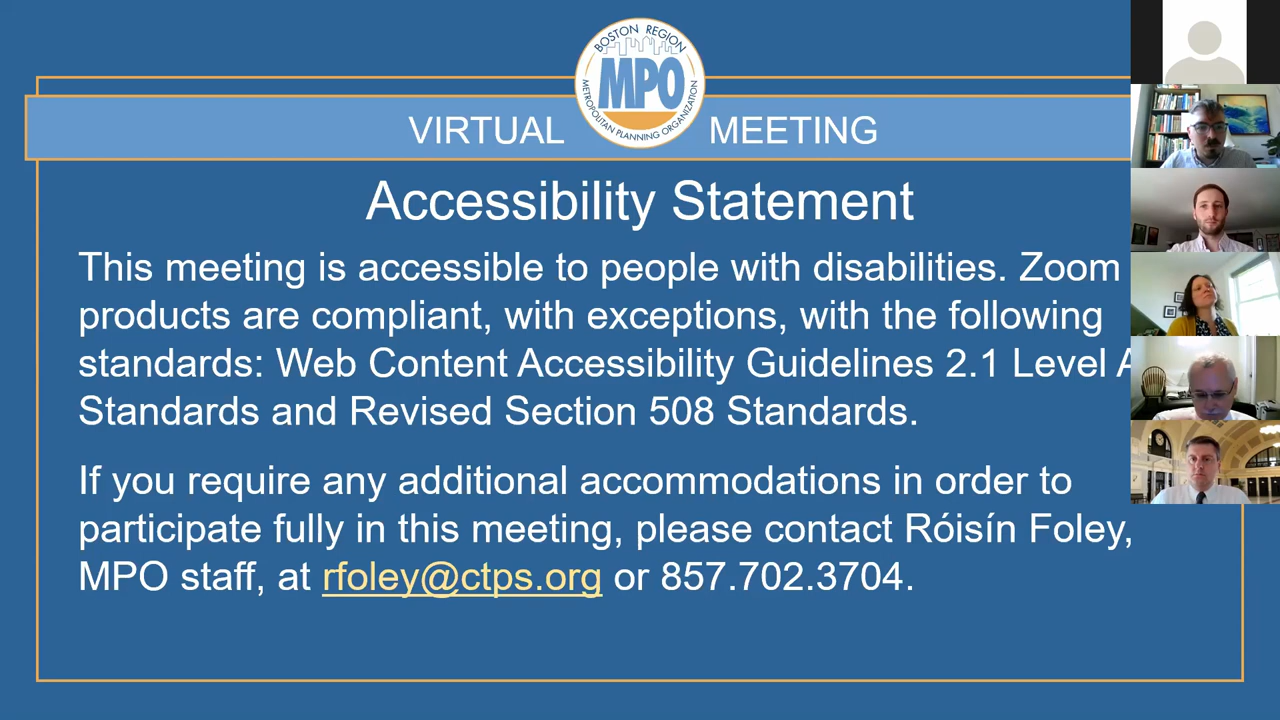 BOSTON REGION
MPO
METROPOLITAN PLANNING ORGANIZATION
VIRTUAL MEETING
Accessibility Statement
This meeting is accessible to people with disabilities. Zoom
products are compliant, with exceptions, with the following
standards: Web Content Accessibility Guidelines 2.1 Level
Standards and Revised Section 508 Standards.
If you require any additional accommodations in order to
participate fully in this meeting, please contact Róisín Foley,
MPO staff, at rfoley@ctps.org or 857.702.3704.